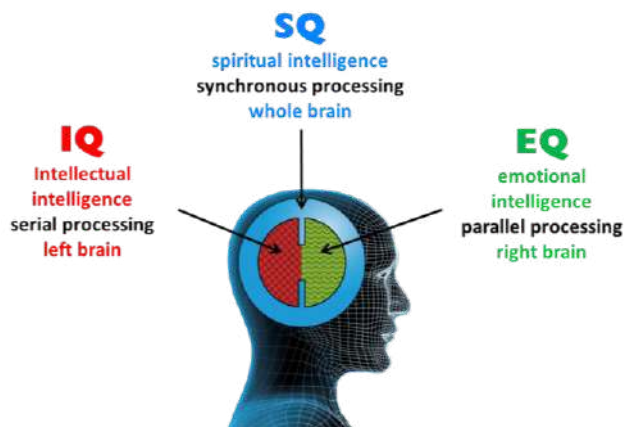 SQ
spiritual intelligence
synchronous processing
whole brain
IQ
Intellectual
intelligence
serial processing
left brain
EQ
emotional
intelligence
parallel processing
right brain